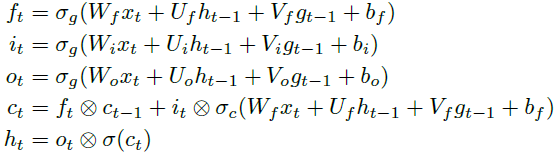 f_t = σ_g(W_f x_t + U_f h_{t−1} + V_f g_{t−1} + b_f)
i_t = σ_g(W_i x_t + U_i h_{t−1} + V_i g_{t−1} + b_i)
o_t = σ_g(W_o x_t + U_o h_{t−1} + V_o g_{t−1} + b_o)
c_t = f_t ⊗ c_{t−1} + i_t ⊗ σ_c(W_f x_t + U_f h_{t−1} + V_f g_{t−1} + b_f)
h_t = o_t ⊗ σ(c_t)